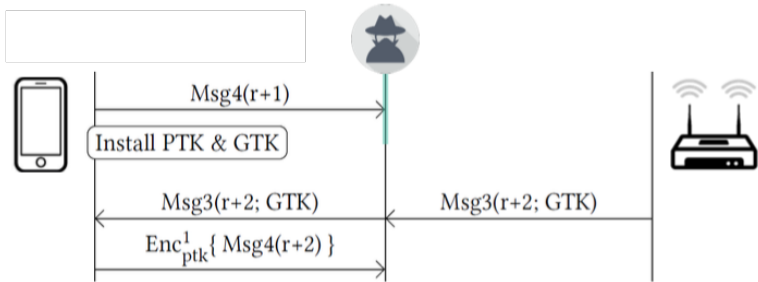 Msg4(r+1)
Install PTK & GTK
Msg3(r+2; GTK) Msg3(r+2; GTK)
Enc¹ptk{ Msg4(r+2) }